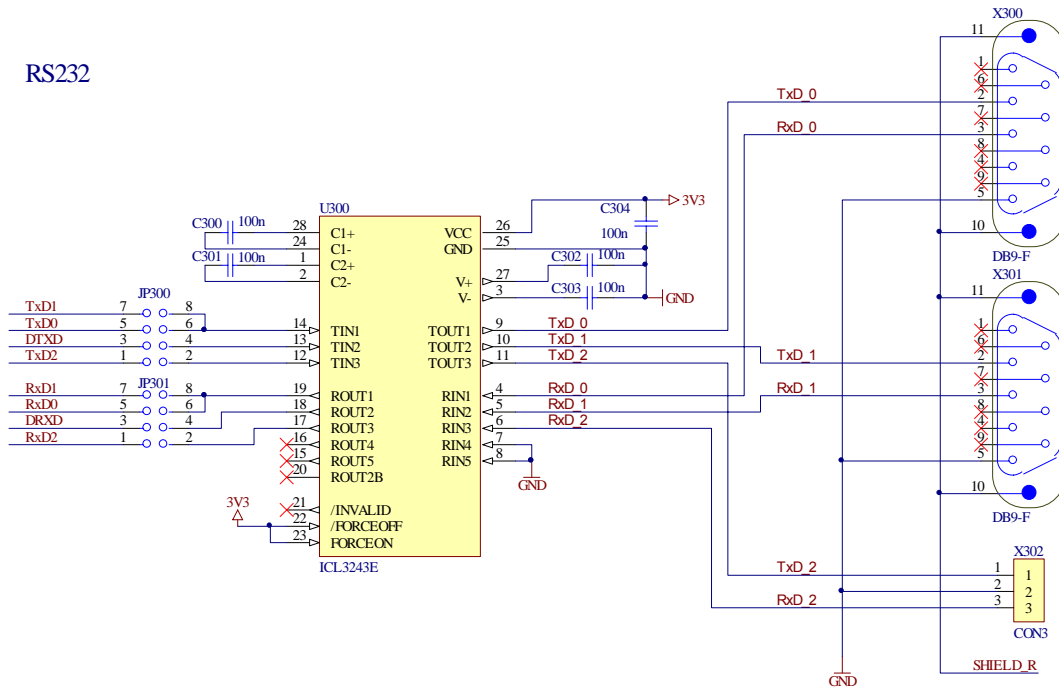 X300
11
RS232
1
6
TxD_0
2
7
RxD_0
3
8
4
9
5
U300
C304
3V3
C300
100n
28
C1+
VCC
26
100n
24
C1-
GND
25
C301
100n
1
C2+
C302
100n
10
DB9-F
2
C2-
V+
27
X301
V-
3
C303
100n
GND
11
JP300
TxD1
7
8
TxD0
5
6
14
TIN1
TOUT1
9
TxD_0
1
DTXD
3
4
13
TIN2
TOUT2
10
TxD_1
6
TxD2
1
2
12
TIN3
TOUT3
11
TxD_2
TxD_1
2
7
JP301
RxD1
7
8
19
ROUT1
RIN1
4
RxD_0
RxD_1
3
RxD0
5
6
18
ROUT2
RIN2
5
RxD_1
8
DRXD
3
4
17
ROUT3
RIN3
6
RxD_2
4
RxD2
1
2
16
ROUT4
RIN4
7
9
15
ROUT5
RIN5
8
5
20
ROUT2B
GND
10
3V3
21
/INVALID
DB9-F
22
/FORCEOFF
23
FORCEON
ICL3243E
X302
TxD_2
1
1
2
2
RxD_2
3
3
CON3
SHIELD_R
GND